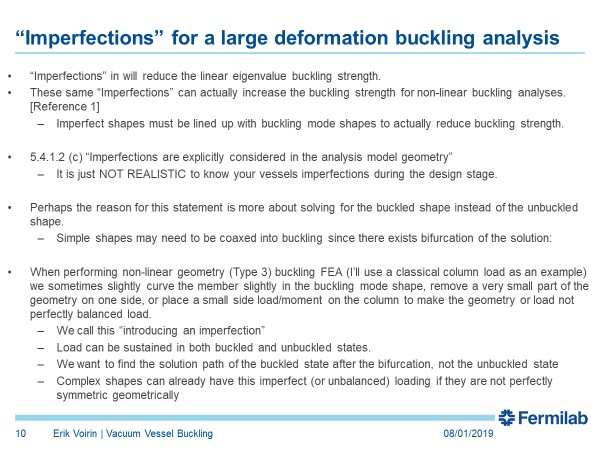 “Imperfections” for a large deformation buckling analysis
• “Imperfections” in will reduce the linear eigenvalue buckling strength.
• These same “Imperfections” can actually increase the buckling strength for non-linear buckling analyses.
[Reference 1]
– Imperfect shapes must be lined up with buckling mode shapes to actually reduce buckling strength.
• 5.4.1.2 (c) “Imperfections are explicitly considered in the analysis model geometry”
– It is just NOT REALISTIC to know your vessels imperfections during the design stage.
• Perhaps the reason for this statement is more about solving for the buckled shape instead of the unbuckled
shape.
– Simple shapes may need to be coaxed into buckling since there exists bifurcation of the solution:
• When performing non-linear geometry (Type 3) buckling FEA (I’ll use a classical column load as an example)
we sometimes slightly curve the member slightly in the buckling mode shape, remove a very small part of the
geometry on one side, or place a small side load/moment on the column to make the geometry or load not
perfectly balanced load.
– We call this “introducing an imperfection”
– Load can be sustained in both buckled and unbuckled states.
– We want to find the solution path of the buckled state after the bifurcation, not the unbuckled state
– Complex shapes can already have this imperfect (or unbalanced) loading if they are not perfectly
symmetric geometrically
Fermilab
10 Erik Voirin | Vacuum Vessel Buckling 08/01/2019